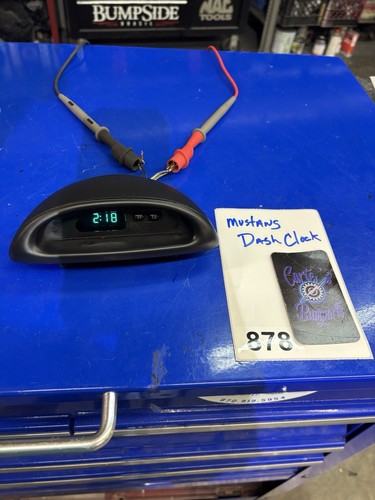 BUMPSIDE
MAC
TOOLS
2:18
MUSTANG
Dash Clock
878